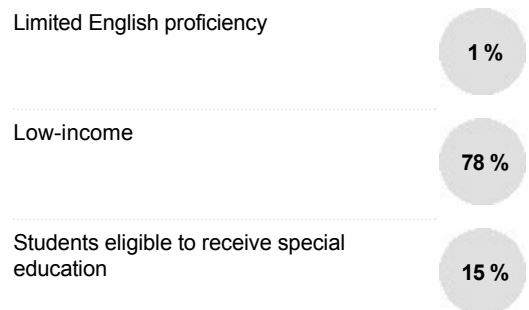 Limited English proficiency
1 %
Low-income
78 %
Students eligible to receive special
education
15 %